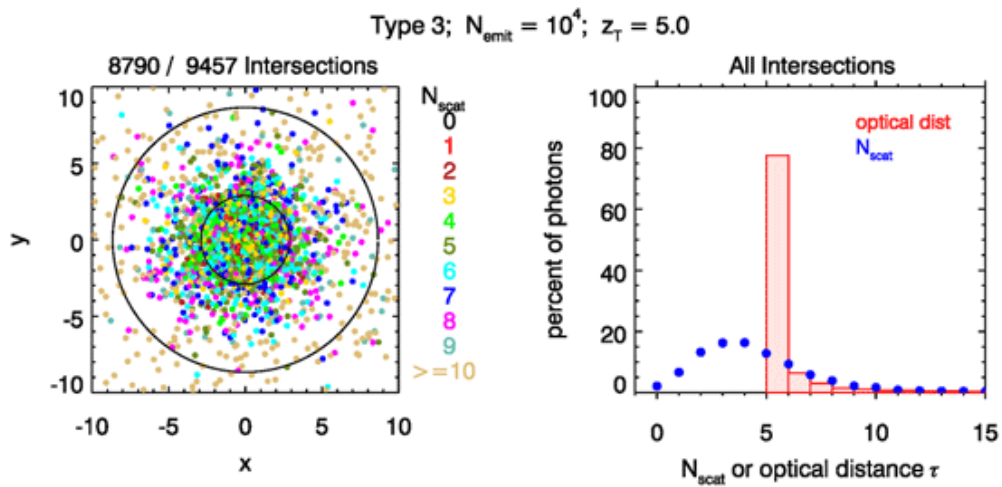 Type 3; N_emit = 10^4; z_T = 5.0
8790 / 9457 Intersections
10
5
0
-5
-10
y
-10 -5 0 5 10
x
N_scat
0
1
2
3
4
5
6
7
8
9
>=10
All Intersections
100
80
60
40
20
0
percent of photons
optical dist
N_scat
0 5 10 15
N_scat or optical distance τ